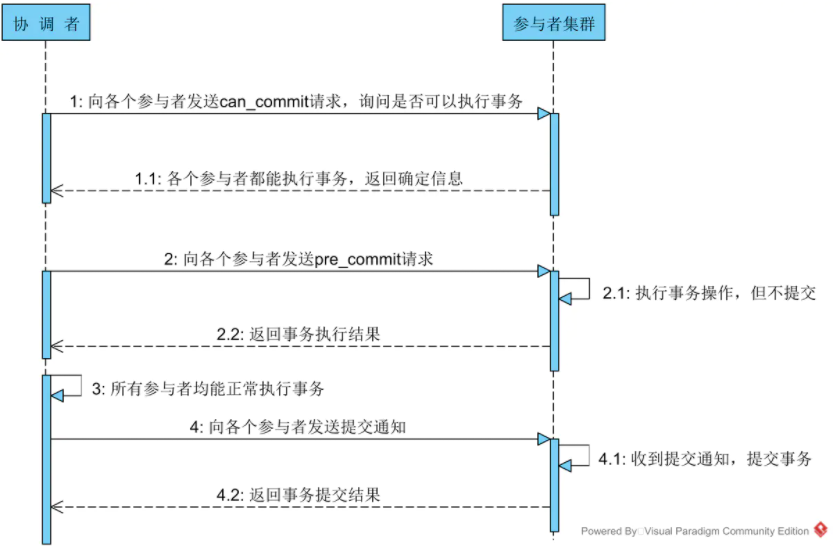 协 调 者
参与者集群
1: 向各个参与者发送can_commit请求，询问是否可以执行事务
1.1: 各个参与者都能执行事务，返回确定信息
2: 向各个参与者发送pre_commit请求
2.1: 执行事务操作，但不提交
2.2: 返回事务执行结果
3: 所有参与者均能正常执行事务
4: 向各个参与者发送提交通知
4.1: 收到提交通知，提交事务
4.2: 返回事务提交结果
Powered By Visual Paradigm Community Edition